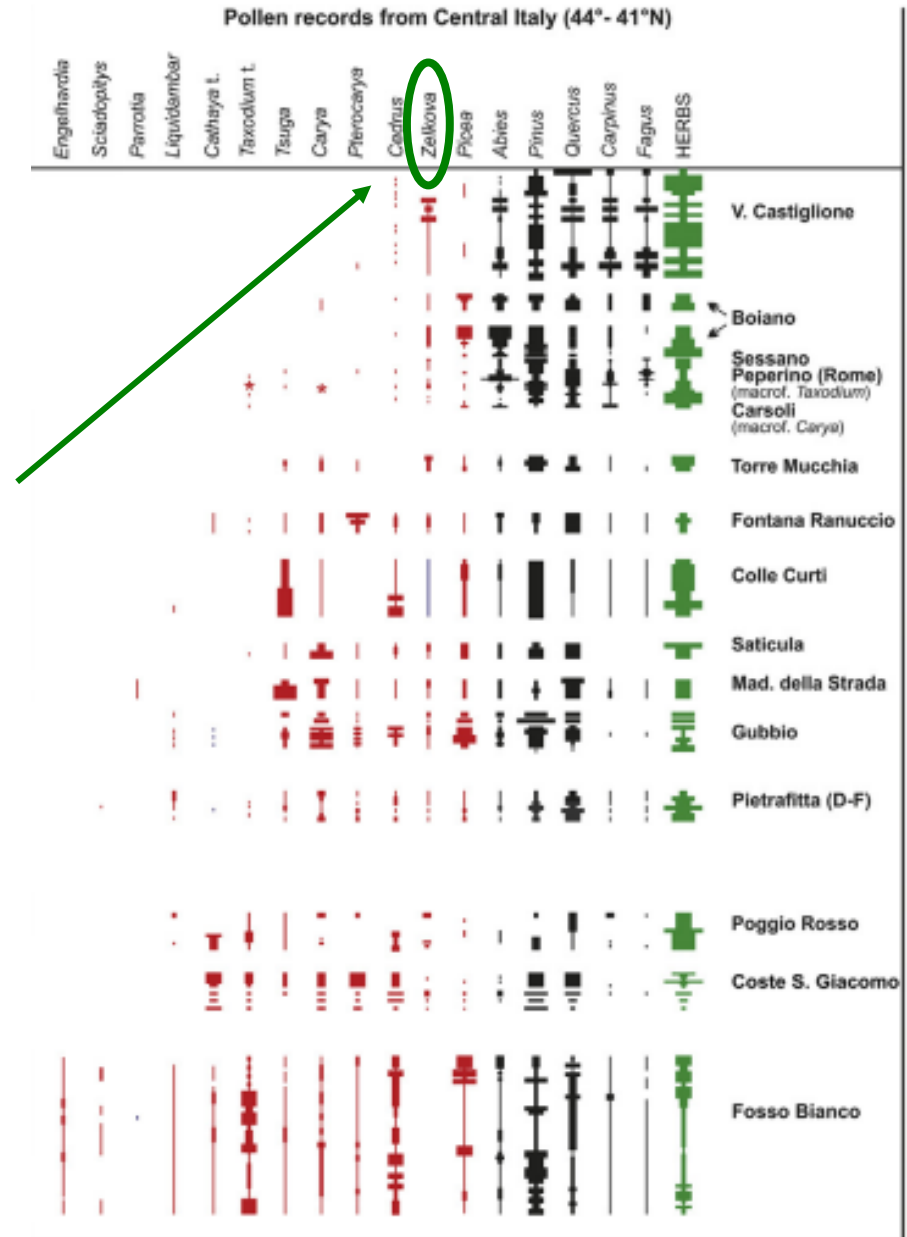 Pollen records from Central Italy (44°- 41°N)
Engelhardia
Sciadopitys
Parrotia
Liquidambar
Cathaya t.
Taxodium t.
Tsuga
Carya
Pterocarya
Cedrus
Zelkova
Picea
Abies
Pinus
Quercus
Carpinus
Fagus
HERBS
V. Castiglione
Boiano
Sessano
Peperino (Rome)
(macrof. Taxodium)
Carsoli
(macrof. Carya)
Torre Mucchia
Fontana Ranuccio
Colle Curti
Saticula
Mad. della Strada
Gubbio
Pietrafitta (D-F)
Poggio Rosso
Coste S. Giacomo
Fosso Bianco